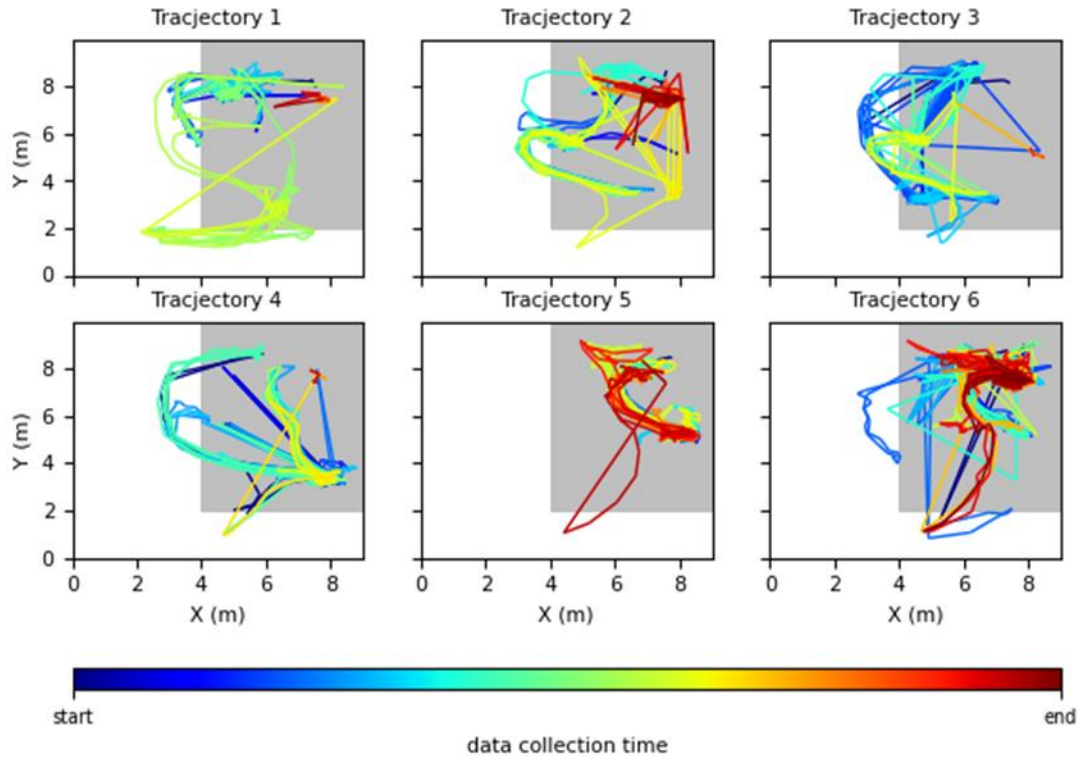 Tracjectory 1 Tracjectory 2 Tracjectory 3
8
6
4
2
0
Y (m)
Tracjectory 4 Tracjectory 5 Tracjectory 6
8
6
4
2
0
Y (m)
0 2 4 6 8 0 2 4 6 8 0 2 4 6 8
X (m) X (m) X (m)
start end
data collection time